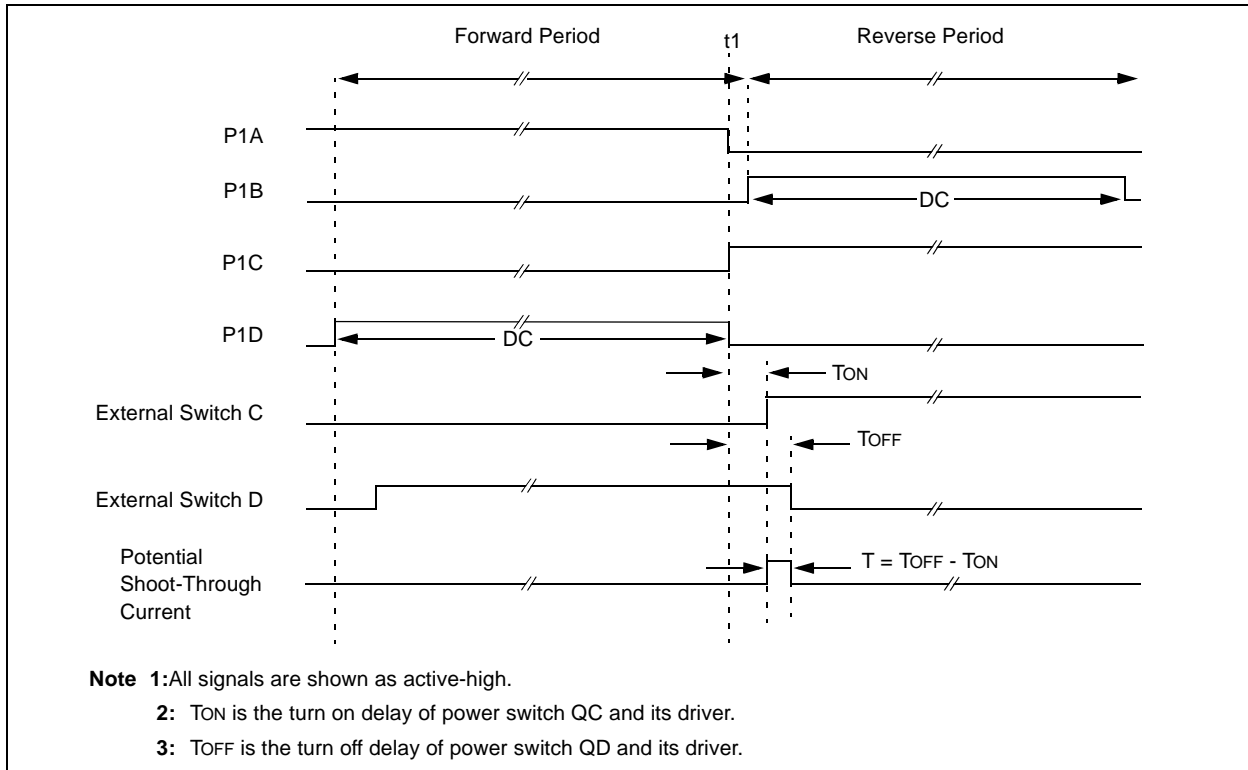 Forward Period t1 Reverse Period
P1A
P1B
DC
P1C
P1D
DC
TON
External Switch C
TOFF
External Switch D
Potential
Shoot-Through
Current
T = TOFF - TON
Note 1:All signals are shown as active-high.
2: TON is the turn on delay of power switch QC and its driver.
3: TOFF is the turn off delay of power switch QD and its driver.